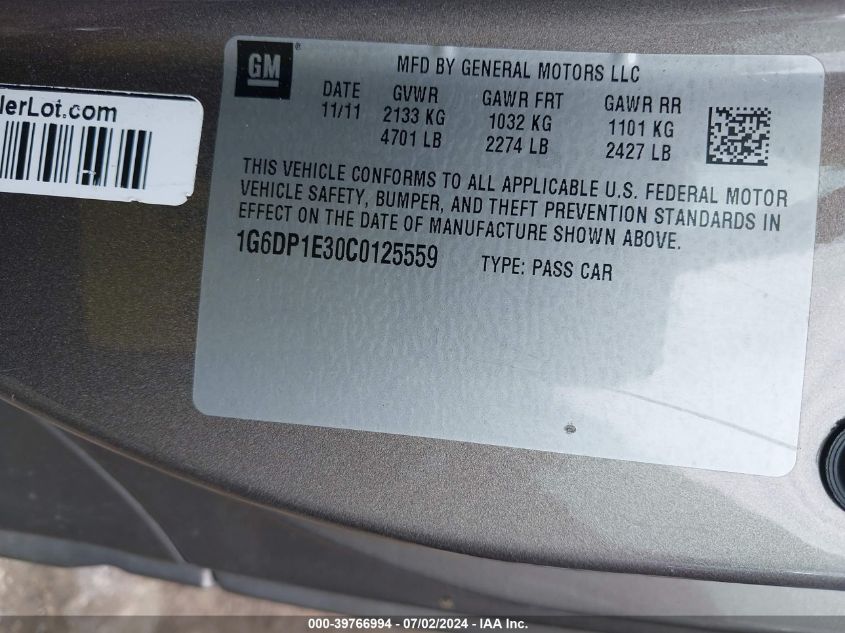 GM ®
MFD BY GENERAL MOTORS LLC
DATE GVWR GAWR FRT GAWR RR
11/11 2133 KG 1032 KG 1101 KG
4701 LB 2274 LB 2427 LB
THIS VEHICLE CONFORMS TO ALL APPLICABLE U.S. FEDERAL MOTOR
VEHICLE SAFETY, BUMPER, AND THEFT PREVENTION STANDARDS IN
EFFECT ON THE DATE OF MANUFACTURE SHOWN ABOVE.
1G6DP1E30C0125559 TYPE: PASS CAR
lerLot.com
000-39766994 - 07/02/2024 - IAA Inc.